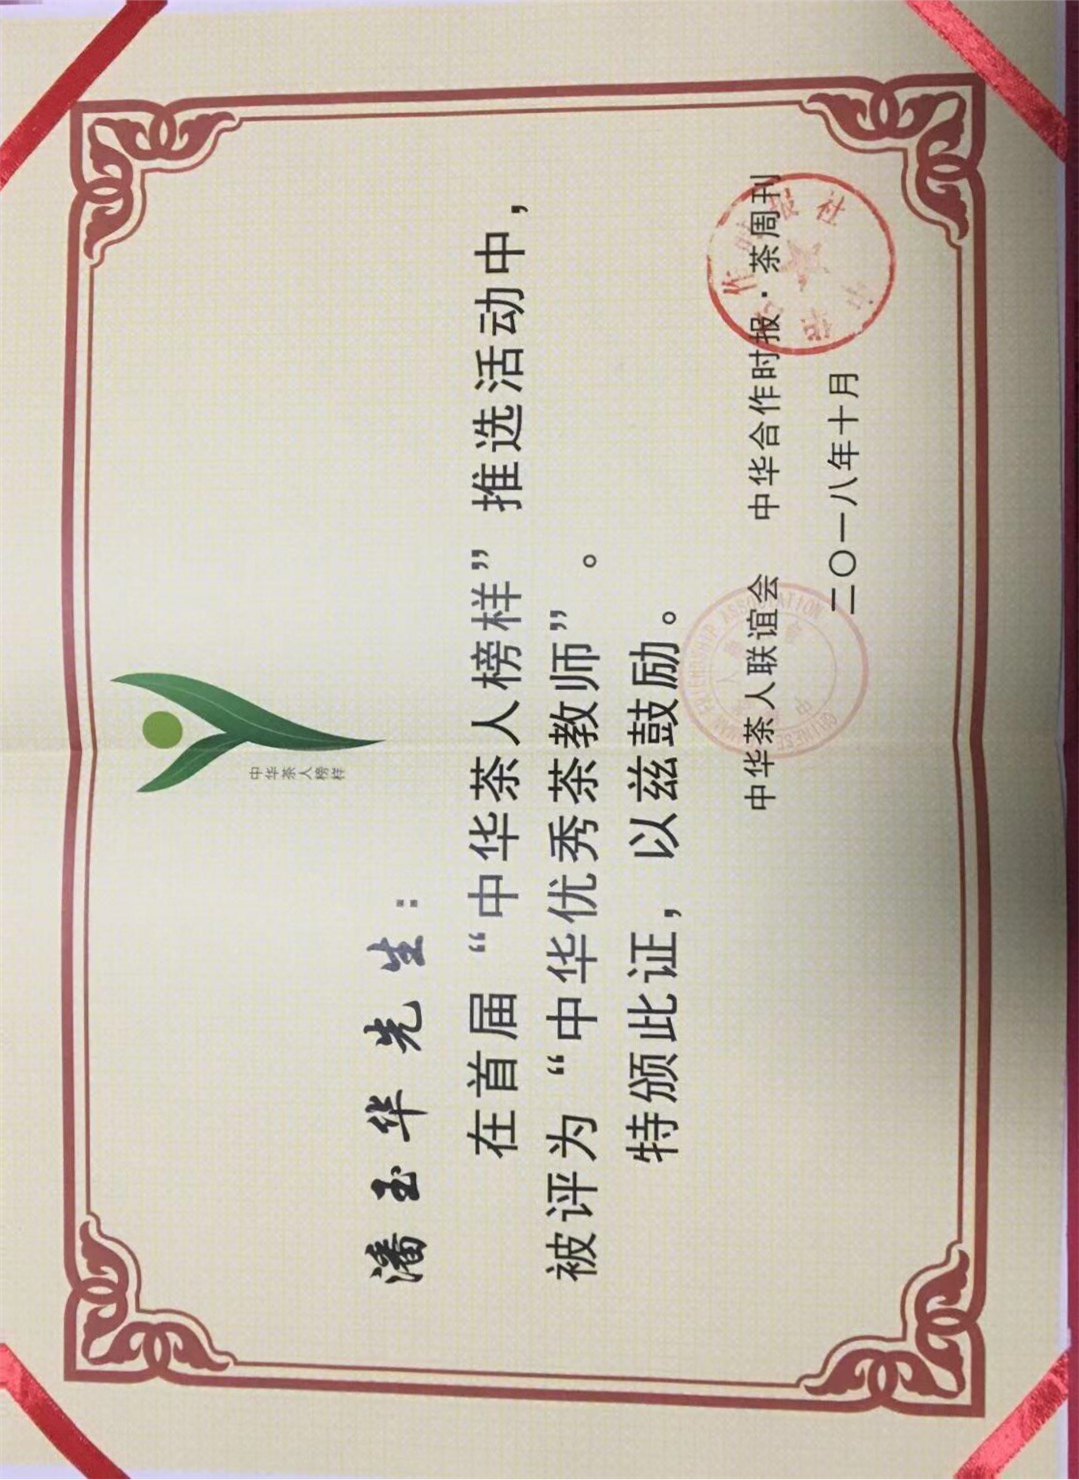 中华茶人榜样
潘玉华先生：
在首届“中华茶人榜样”推选活动中，
被评为“中华优秀茶教师”。
特颁此证，以兹鼓励。
中华茶人联谊会 中华合作时报·茶周刊
二〇一八年十月